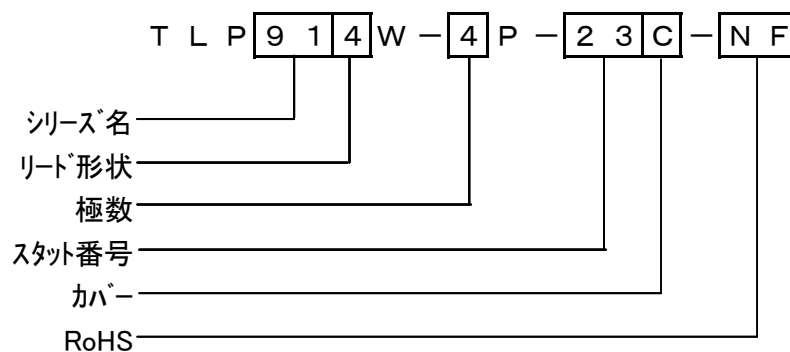 ＴＬＰ９１４Ｗ－４Ｐ－２３Ｃ－ＮＦ
ｼﾘｰｽﾞ名
ﾘｰﾄﾞ形状
極数
ｽﾀｯﾄ番号
ｶﾊﾞｰ
RoHS